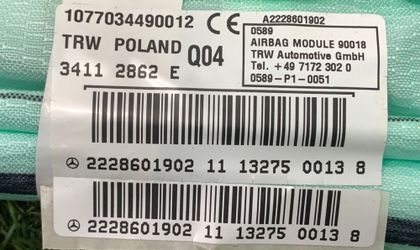 1077034490012 CE A2228601902
TRW POLAND Q04
3411 2862 E
0589
AIRBAG MODULE 90018
TRW Automotive GmbH
Tel. +49 7172 302 0
0589-P1-0051
2228601902 11 13275 0013 8
2228601902 11 13275 0013 8